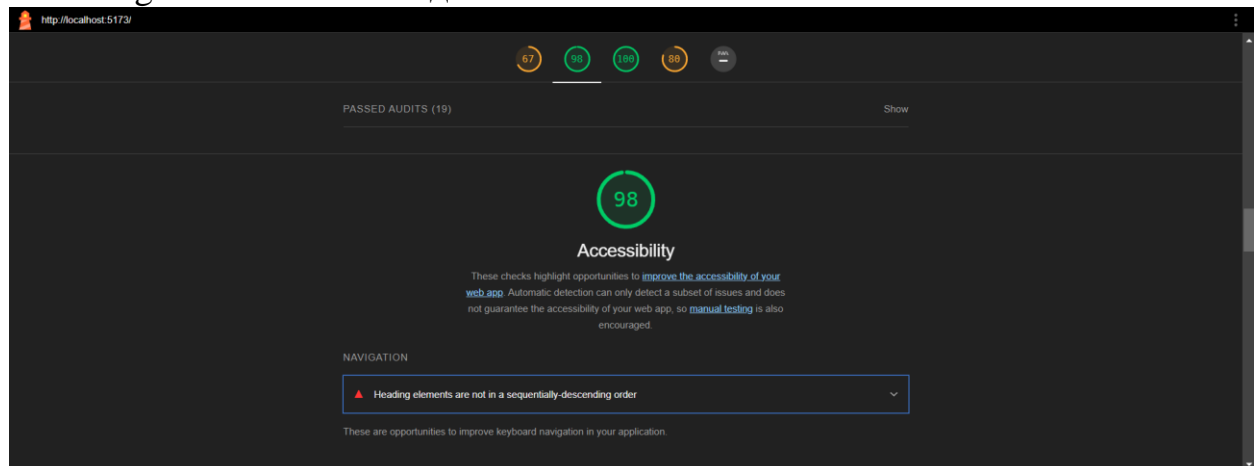 http://localhost:5173/
67 98 100 80
PASSED AUDITS (19) Show
98
Accessibility
These checks highlight opportunities to improve the accessibility of your
web app. Automatic detection can only detect a subset of issues and does
not guarantee the accessibility of your web app, so manual testing is also
encouraged.
NAVIGATION
Heading elements are not in a sequentially-descending order
These are opportunities to improve keyboard navigation in your application.